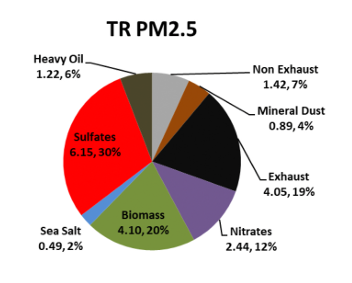 TR PM2.5
Heavy Oil
1.22, 6%
Non Exhaust
1.42, 7%
Mineral Dust
0.89, 4%
Sulfates
6.15, 30%
Exhaust
4.05, 19%
Biomass
4.10, 20%
Sea Salt
0.49, 2%
Nitrates
2.44, 12%